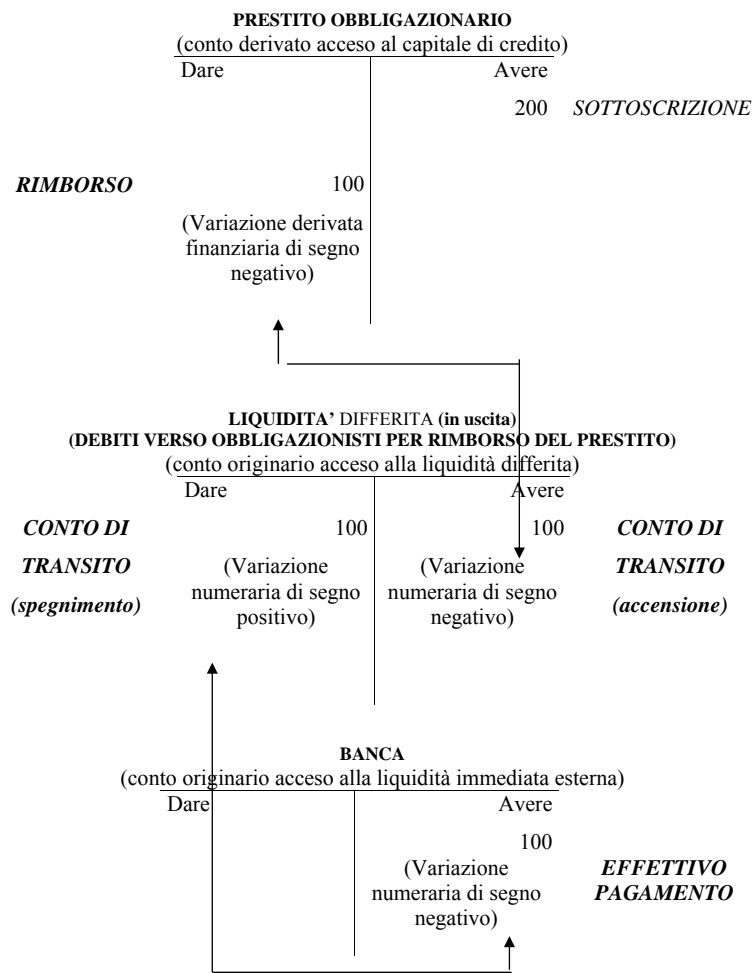 PRESTITO OBBLIGAZIONARIO
(conto derivato acceso al capitale di credito)
Dare Avere
200 SOTTOSCRIZIONE
RIMBORSO 100
(Variazione derivata
finanziaria di segno
negativo)
LIQUIDITA’ DIFFERITA (in uscita)
(DEBITI VERSO OBBLIGAZIONISTI PER RIMBORSO DEL PRESTITO)
(conto originario acceso alla liquidità differita)
Dare Avere
CONTO DI 100 100 CONTO DI
TRANSITO (Variazione (Variazione TRANSITO
(spegnimento) numeraria di segno numeraria di segno (accensione)
positivo) negativo)
BANCA
(conto originario acceso alla liquidità immediata esterna)
Dare Avere
100
(Variazione EFFETTIVO
numeraria di segno PAGAMENTO
negativo)